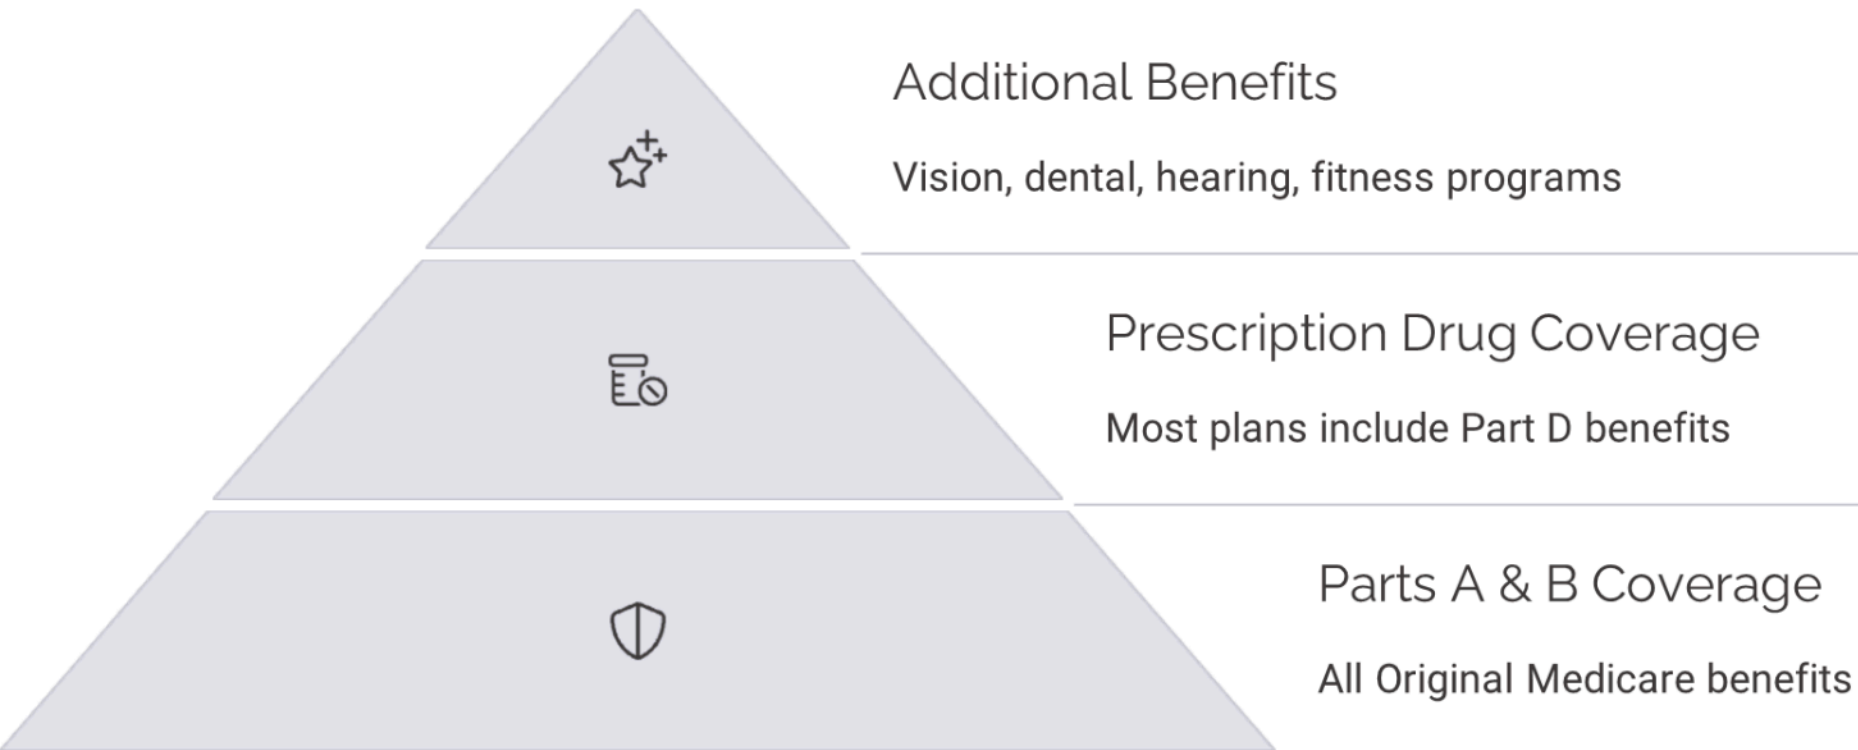 Additional Benefits
Vision, dental, hearing, fitness programs
Prescription Drug Coverage
Most plans include Part D benefits
Parts A & B Coverage
All Original Medicare benefits